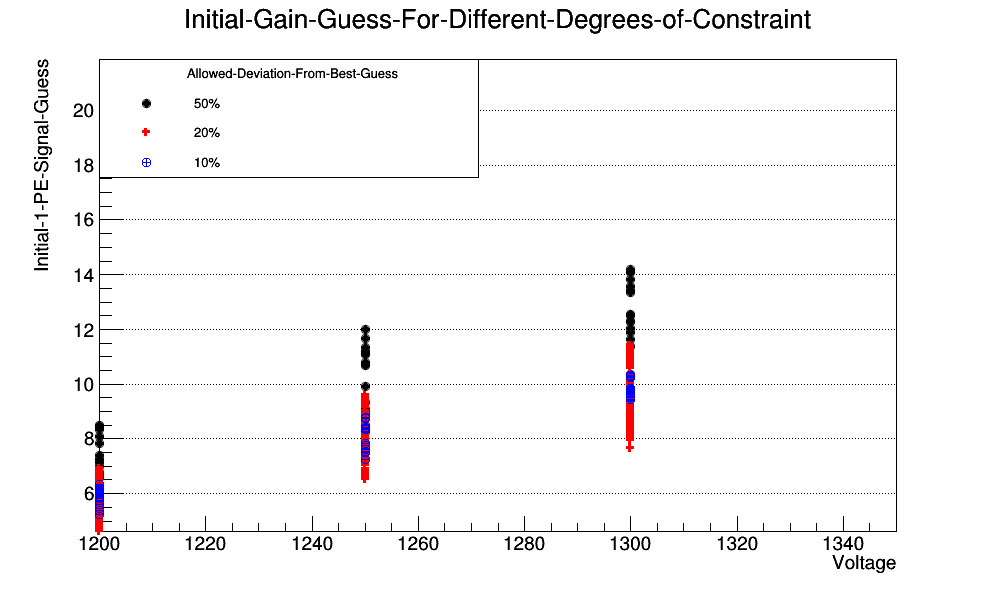 Initial-Gain-Guess-For-Different-Degrees-of-Constraint
Initial-1-PE-Signal-Guess
Allowed-Deviation-From-Best-Guess
50%
20%
10%
20
18
16
14
12
10
8
6
1200 1220 1240 1260 1280 1300 1320 1340
Voltage